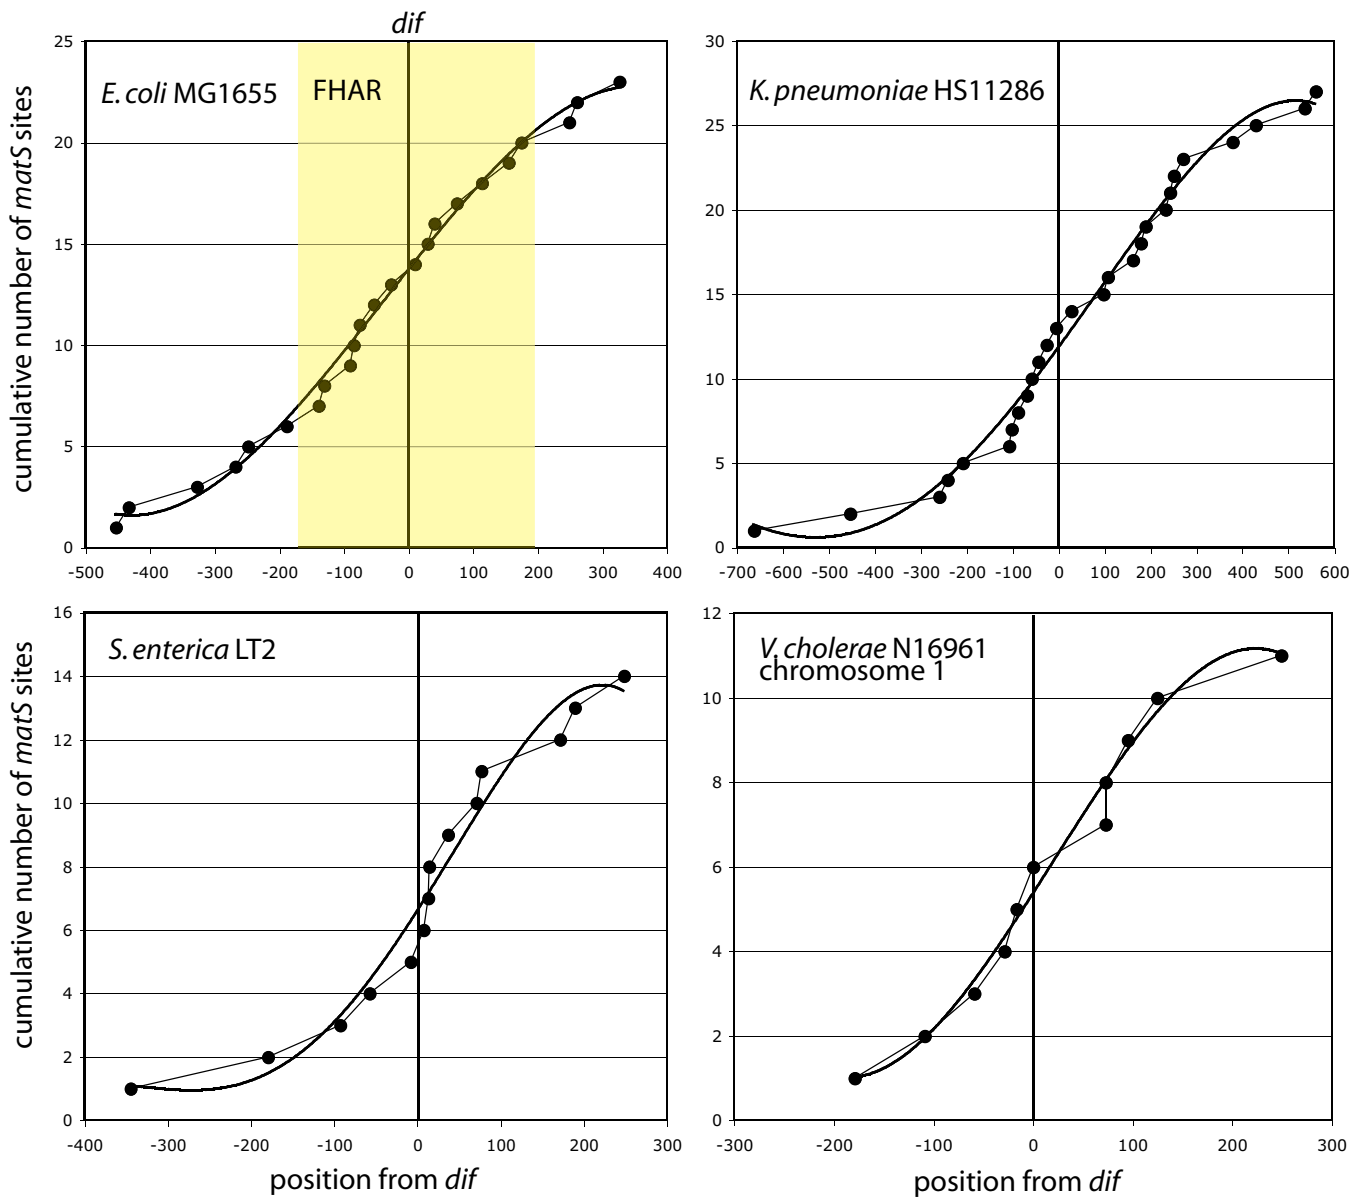 dif
cumulative number of matS sites
25
20
15
10
5
0
E. coli MG1655
FHAR
-500 -400 -300 -200 -100 0 100 200 300 400
30
25
20
15
10
5
0
K. pneumoniae HS11286
-700 -600 -500 -400 -300 -200 -100 0 100 200 300 400 500 600
cumulative number of matS sites
16
14
12
10
8
6
4
2
0
S. enterica LT2
-400 -300 -200 -100 0 100 200 300
position from dif
12
10
8
6
4
2
0
V. cholerae N16961
chromosome 1
-300 -200 -100 0 100 200 300
position from dif